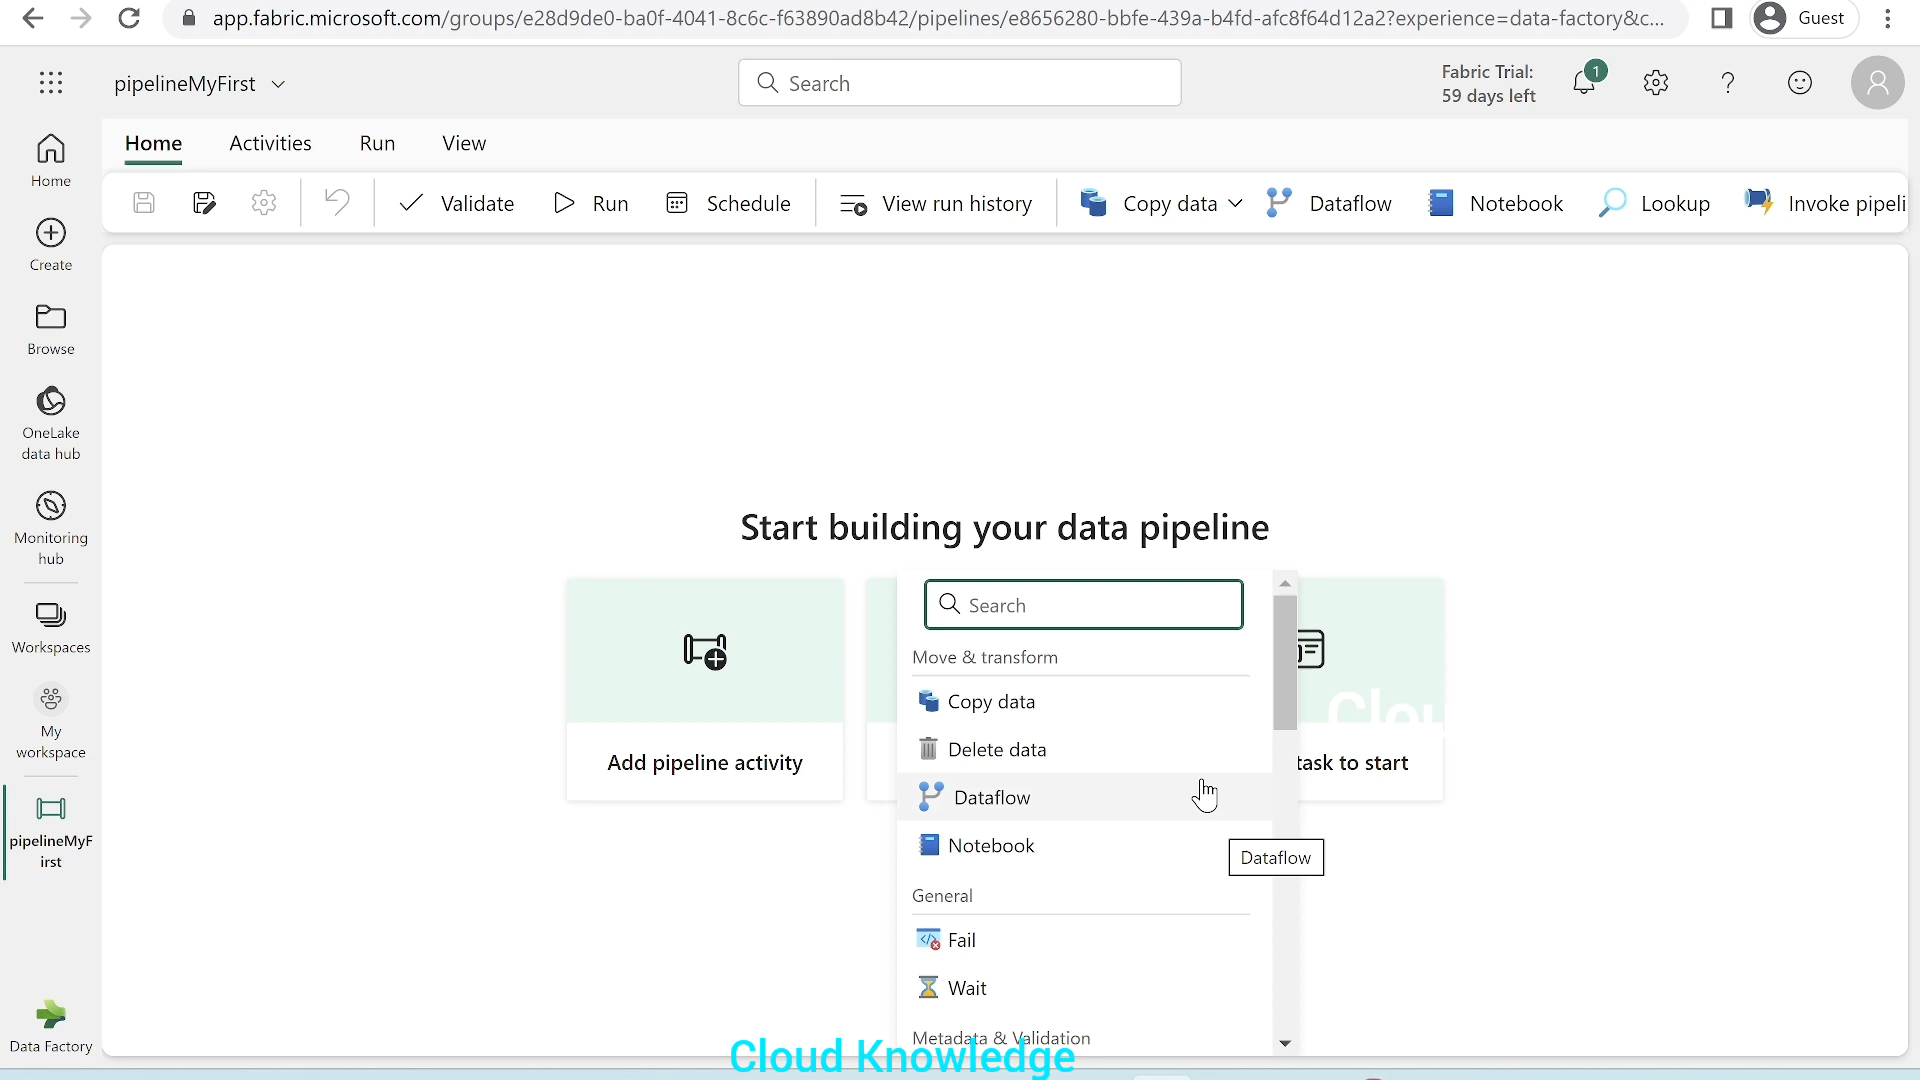 app.fabric.microsoft.com/groups/e28d9de0-ba0f-4041-8c6c-f63890ad8b42/pipelines/e8656280-bbfe-439a-b4fd-afc8f64d12a2?experience=data-factory&c...
Guest
pipelineMyFirst
Search
Fabric Trial:
59 days left
1
Home
Activities
Run
View
Validate
Run
Schedule
View run history
Copy data
Dataflow
Notebook
Lookup
Invoke pipeli
Home
Create
Browse
OneLake
data hub
Monitoring
hub
Workspaces
My
workspace
pipelineMyF
irst
Data Factory
Start building your data pipeline
Add pipeline activity
task to start
Clou
Search
Move & transform
Copy data
Delete data
Dataflow
Notebook
Dataflow
General
Fail
Wait
Metadata & Validation
Cloud Knowledge